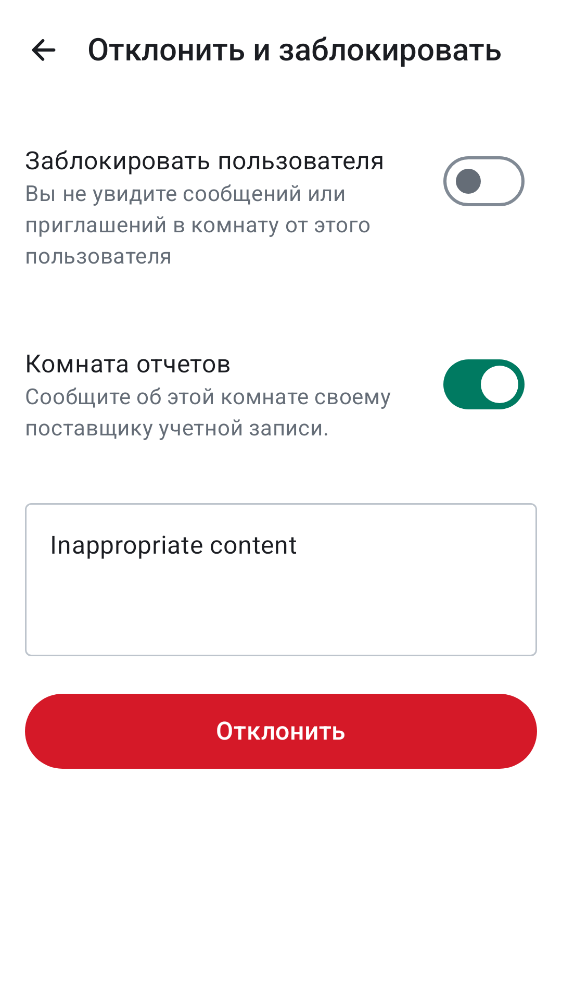 Отклонить и заблокировать
Заблокировать пользователя
Вы не увидите сообщений или
приглашений в комнату от этого
пользователя
Комната отчетов
Сообщите об этой комнате своему
поставщику учетной записи.
Inappropriate content
Отклонить